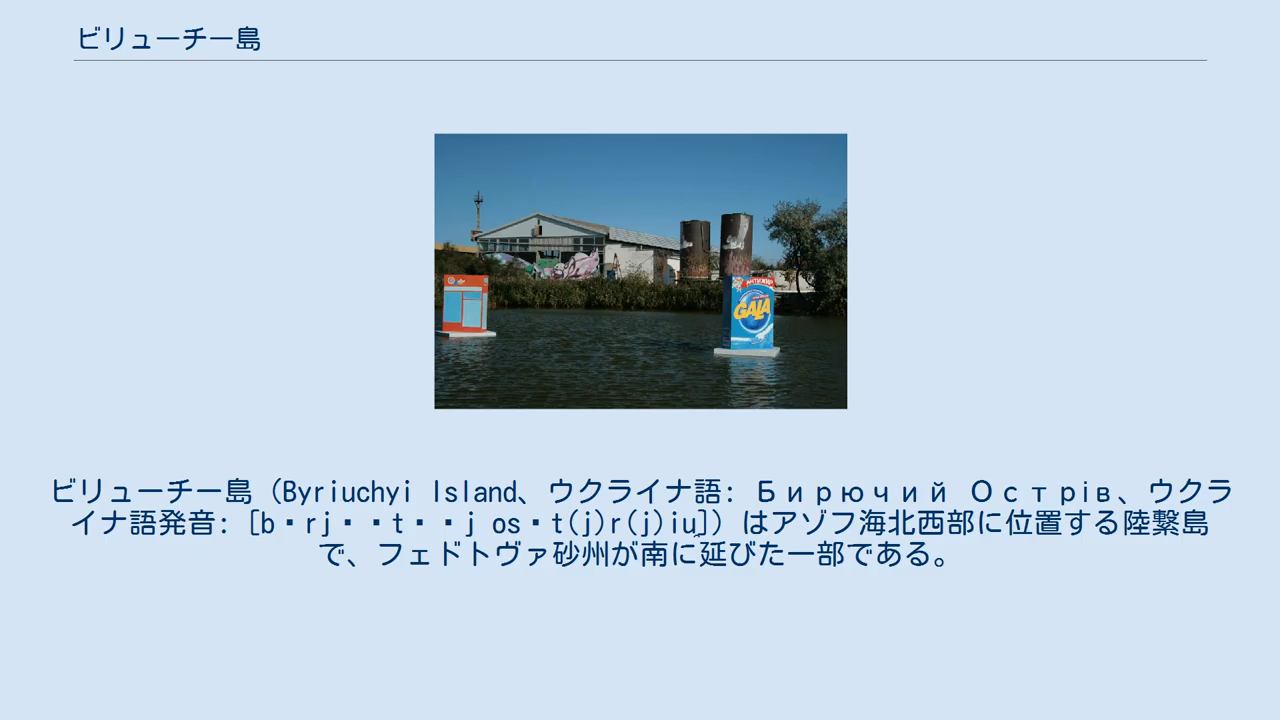 ビリューチー島
АНТИЖИР
GALA
ビリューチー島（Byriuchyi Island、ウクライナ語: Бирючий Острів、ウクラ
イナ語発音: [b▪rj▪▪t▪▪j os▪t(j)r(j)iu̯]）はアゾフ海北西部に位置する陸繋島
で、フェドトヴァ砂州が南に延びた一部である。